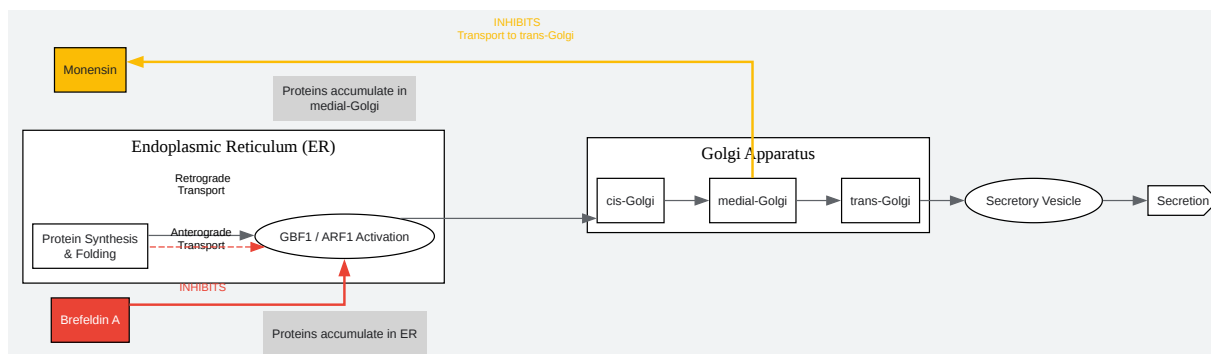 INHIBITS
Transport to trans-Golgi
Monensin
Proteins accumulate in
medial-Golgi
Endoplasmic Reticulum (ER)
Golgi Apparatus
Retrograde
Transport
cis-Golgi
medial-Golgi
trans-Golgi
Secretory Vesicle
Secretion
Protein Synthesis
& Folding
Anterograde
Transport
GBF1 / ARF1 Activation
INHIBITS
Brefeldin A
Proteins accumulate in ER